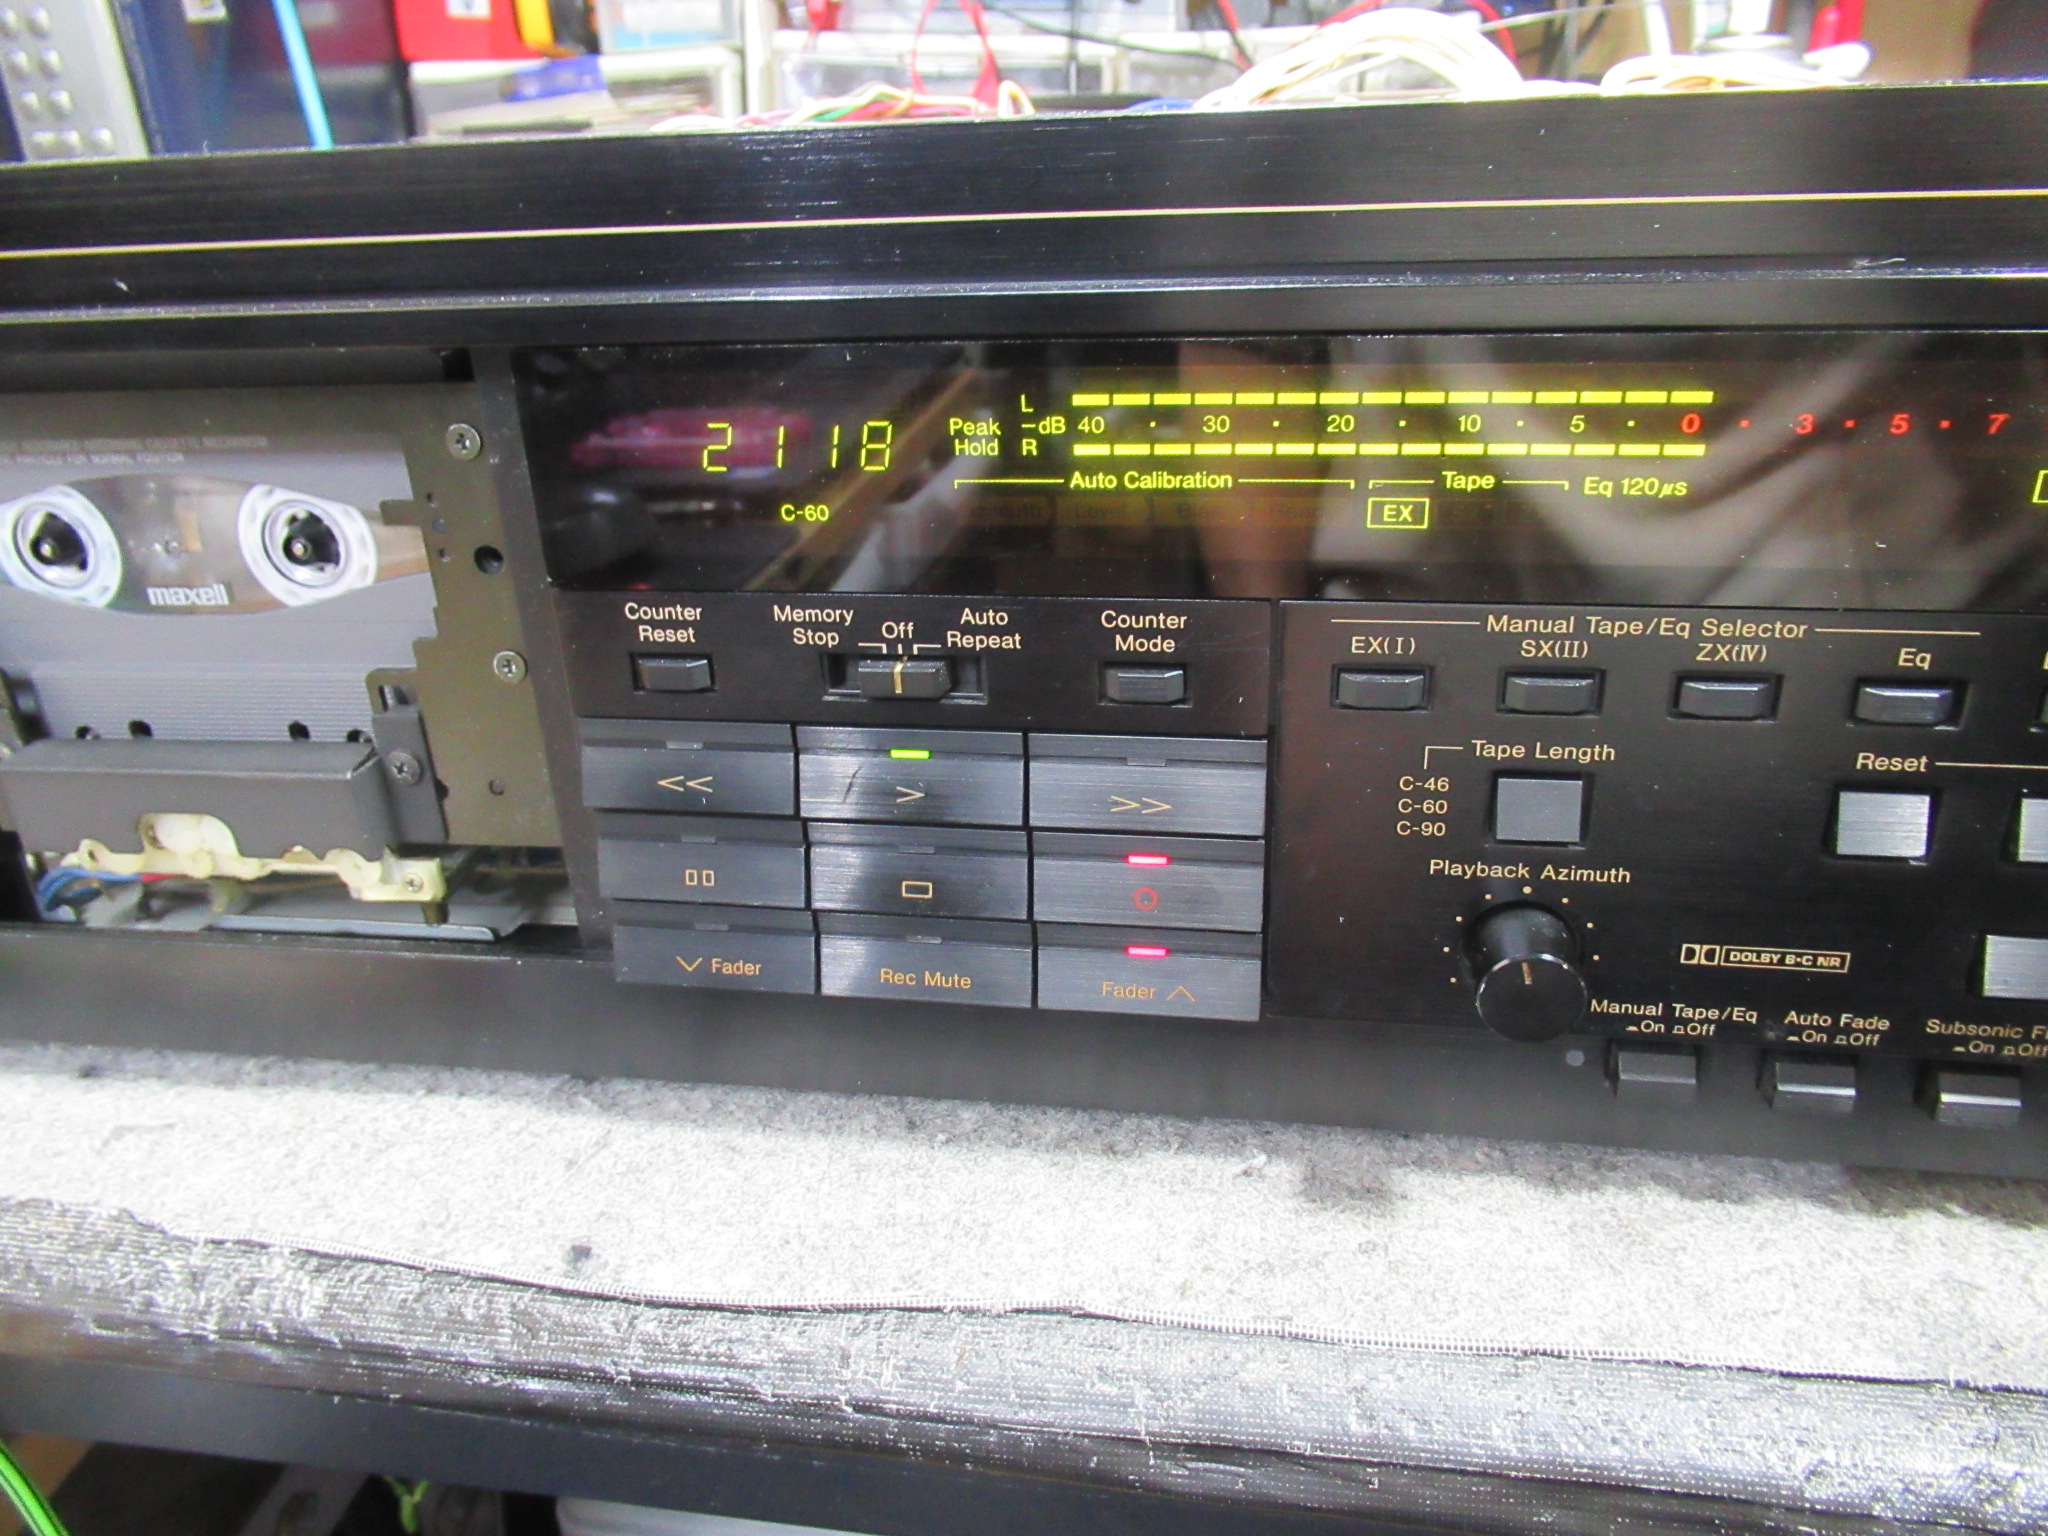 2118
C-60
Peak
Hold
L
-dB
R
40 · 30 · 20 · 10 · 5 · 0 · 3 · 5 · 7
Auto Calibration
Tape
Eq 120µs
EX
maxell
Counter
Reset
Memory
Stop
Off
Auto
Repeat
Counter
Mode
Manual Tape/Eq Selector
EX(I)
SX(II)
ZX(IV)
Eq
<<
>
>>
Tape Length
C-46
C-60
C-90
Reset
Playback Azimuth
DOLBY B·C NR
Fader
Rec Mute
Fader
Manual Tape/Eq
On Off
Auto Fade
On Off
Subsonic
On Off